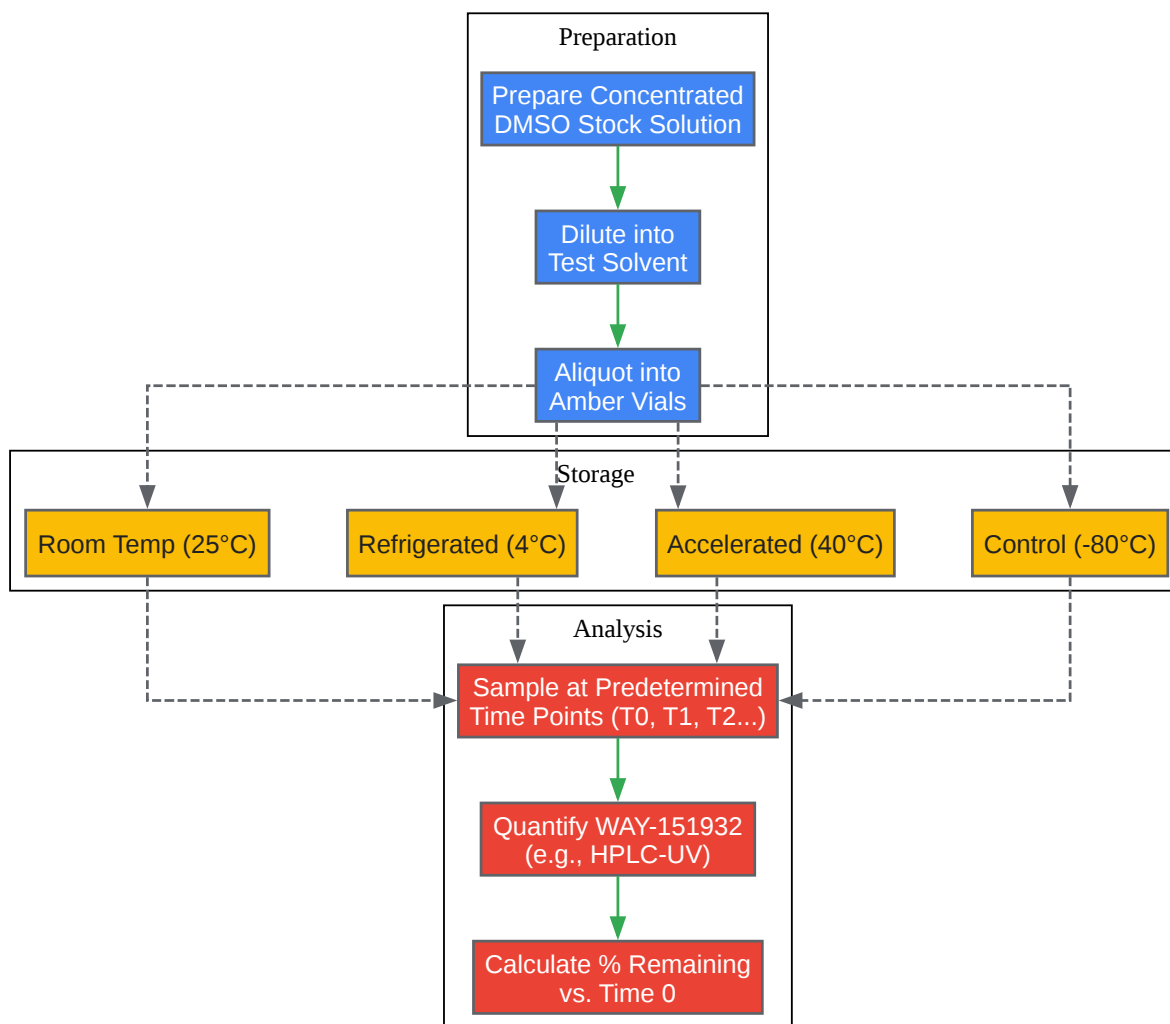 Preparation
Prepare Concentrated
DMSO Stock Solution
Dilute into
Test Solvent
Aliquot into
Amber Vials
Storage
Room Temp (25°C)
Refrigerated (4°C)
Accelerated (40°C)
Control (-80°C)
Analysis
Sample at Predetermined
Time Points (T0, T1, T2...)
Quantify WAY-151932
(e.g., HPLC-UV)
Calculate % Remaining
vs. Time 0